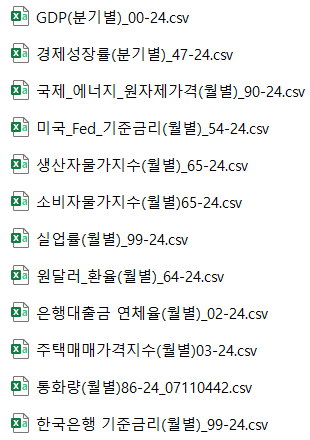 GDP(분기별)_00-24.csv
경제성장률(분기별)_47-24.csv
국제_에너지_원자제가격(월별)_90-24.csv
미국_Fed_기준금리(월별)_54-24.csv
생산자물가지수(월별)_65-24.csv
소비자물가지수(월별)65-24.csv
실업률(월별)_99-24.csv
원달러_환율(월별)_64-24.csv
은행대출금 연체율(월별)_02-24.csv
주택매매가격지수(월별)03-24.csv
통화량(월별)86-24_07110442.csv
한국은행 기준금리(월별)_99-24.csv